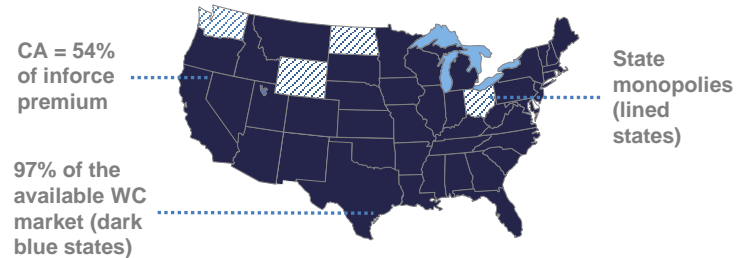 CA = 54%
of inforce
premium
97% of the
available WC
market (dark
blue states)
State
monopolies
(lined
states)